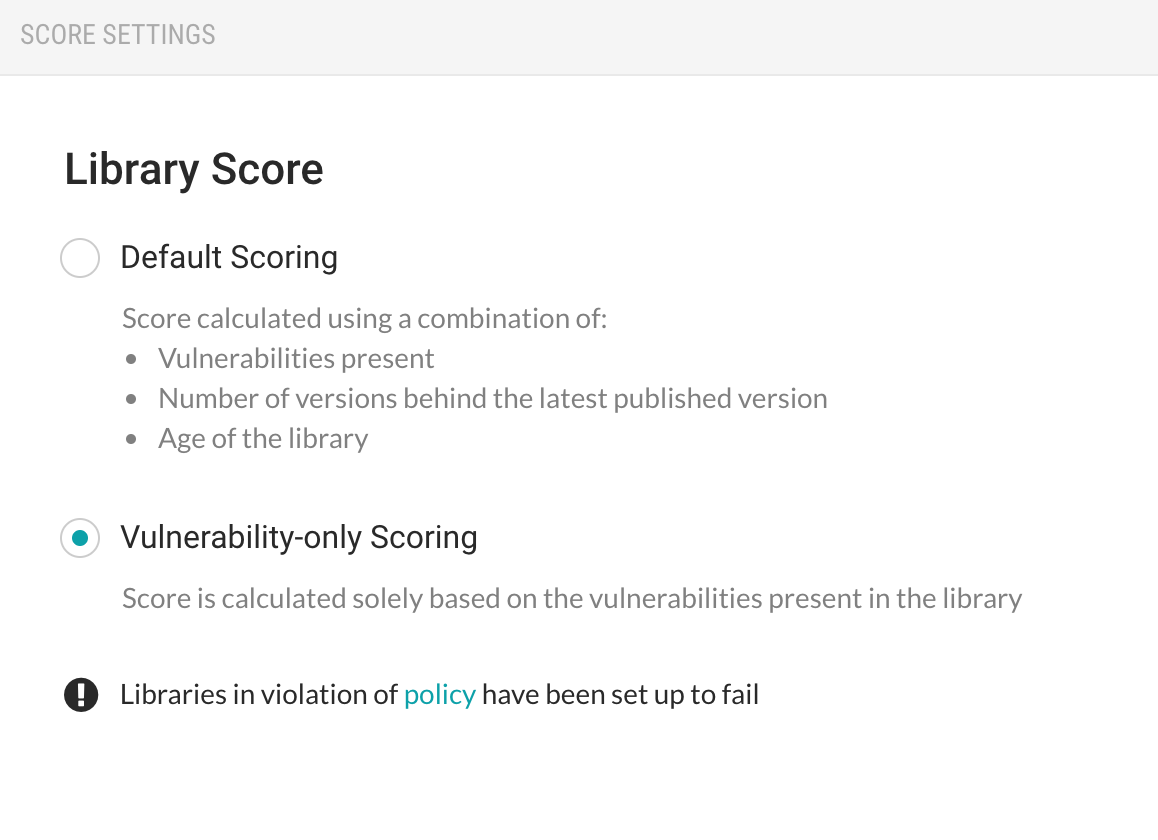 SCORE SETTINGS
Library Score
Default Scoring
Score calculated using a combination of:
• Vulnerabilities present
• Number of versions behind the latest published version
• Age of the library
Vulnerability-only Scoring
Score is calculated solely based on the vulnerabilities present in the library
Libraries in violation of policy have been set up to fail